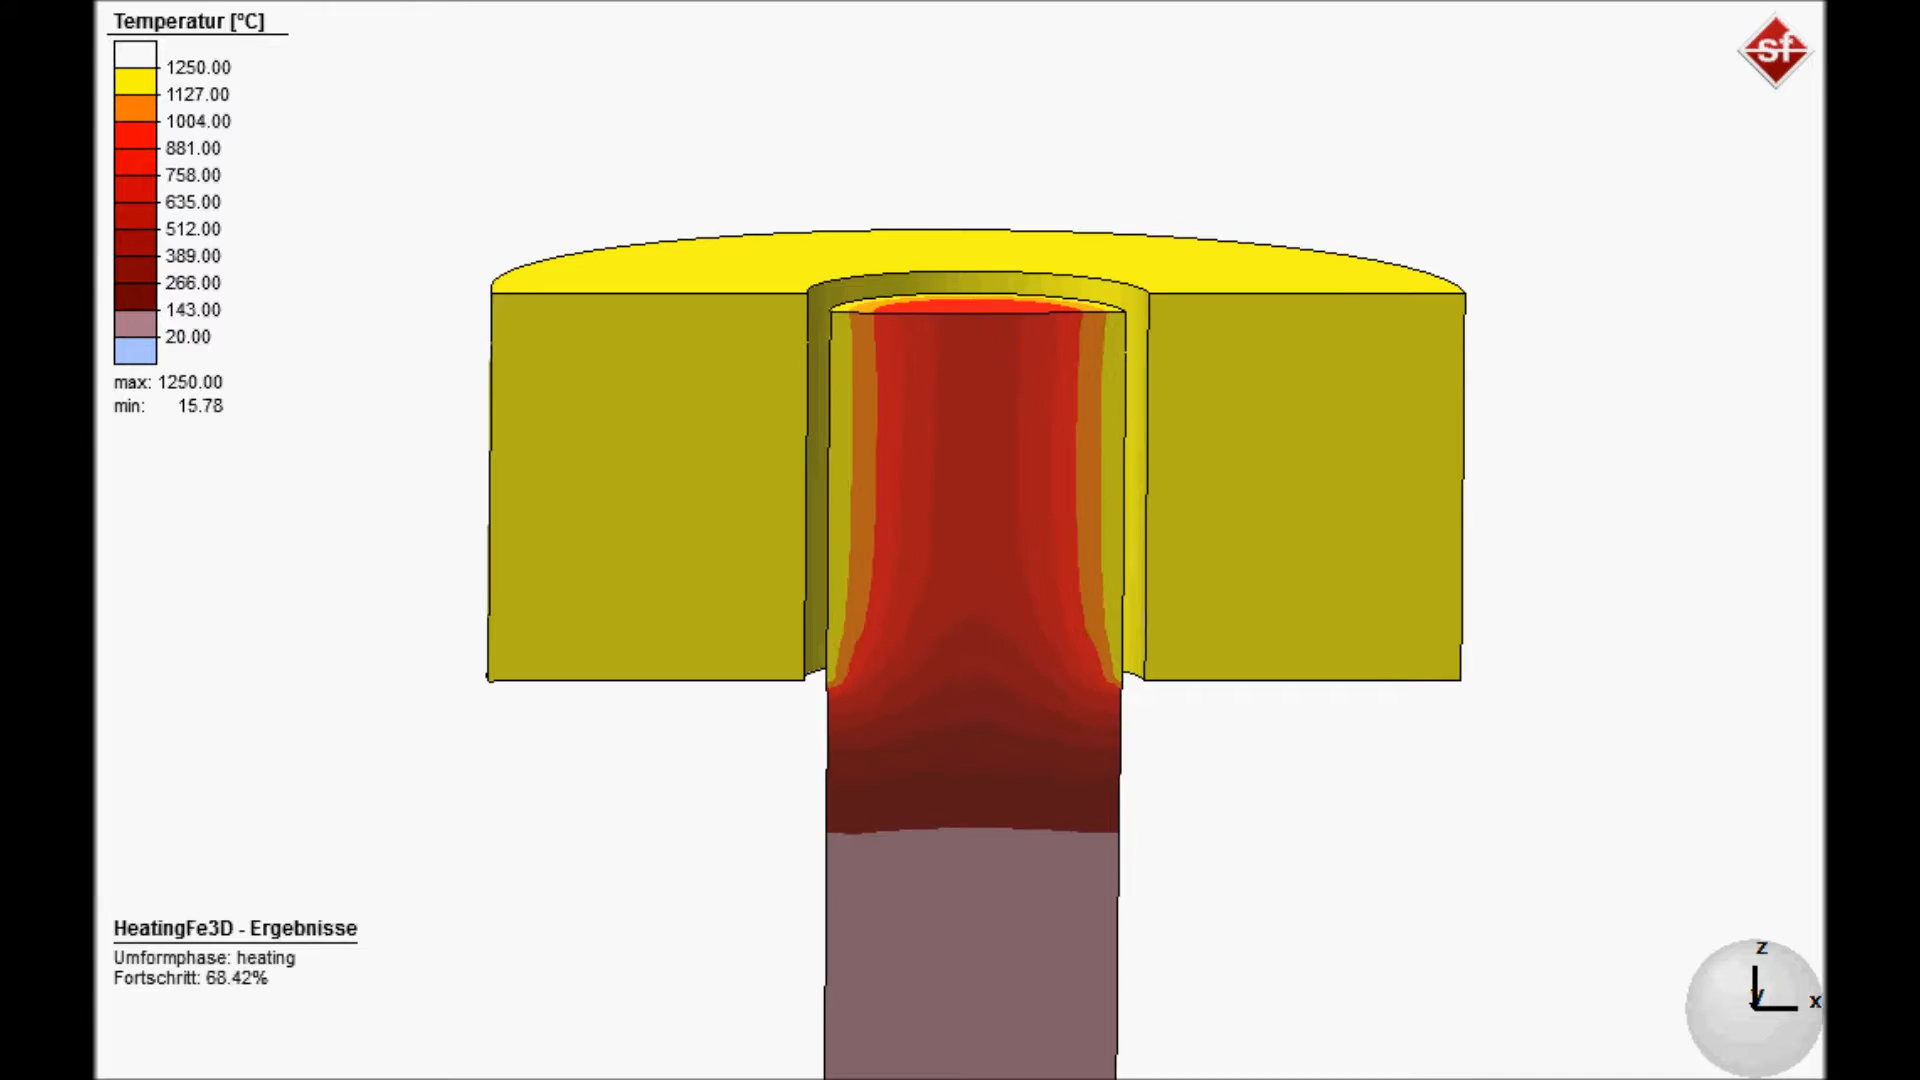 Temperatur [°C]
1250.00
1127.00
1004.00
881.00
758.00
635.00
512.00
389.00
266.00
143.00
20.00
max: 1250.00
min: 15.78
sf
HeatingFe3D - Ergebnisse
Umformphase: heating
Fortschritt: 68.42%
z
y
x